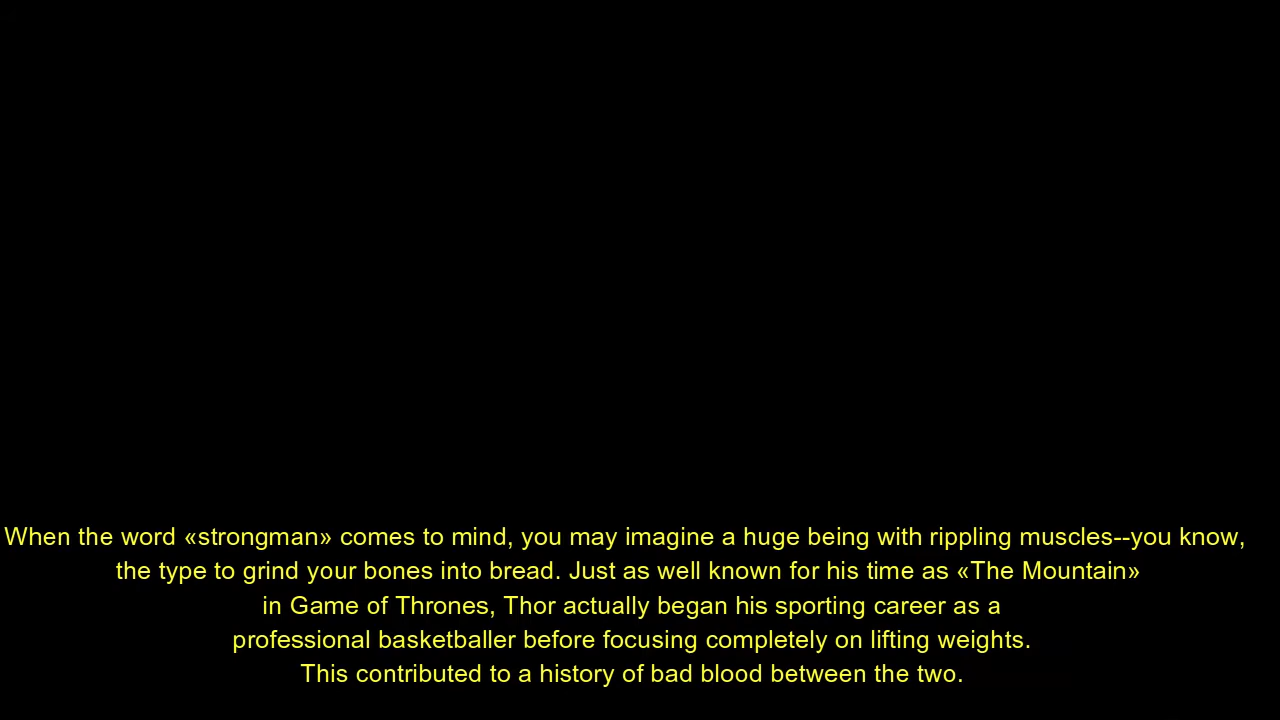 When the word «strongman» comes to mind, you may imagine a huge being with rippling muscles--you know,
the type to grind your bones into bread. Just as well known for his time as «The Mountain»
in Game of Thrones, Thor actually began his sporting career as a
professional basketballer before focusing completely on lifting weights.
This contributed to a history of bad blood between the two.